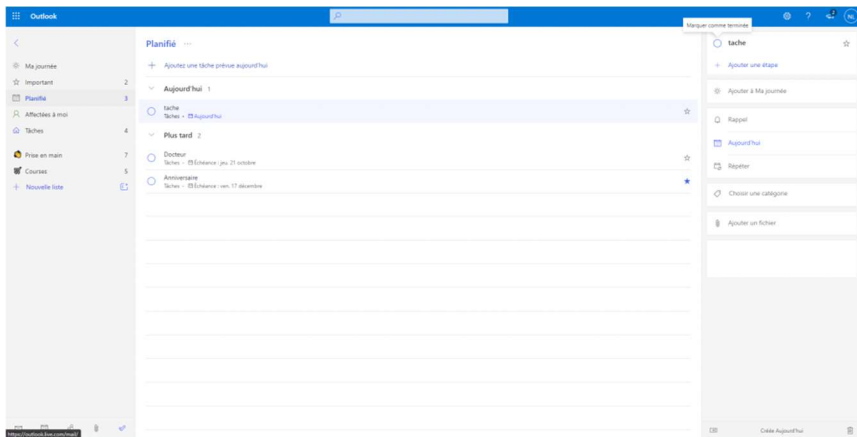 Outlook
Marquer comme terminée
2
NL
Ma journée
Important 2
Planifié 3
Affectées à moi
Tâches 4
Prise en main 7
Courses 5
Nouvelle liste
Planifié ...
Ajoutez une tâche prévue aujourd'hui
Aujourd'hui 1
tache
Tâches • Aujourd'hui
Plus tard 2
Docteur
Tâches • Échéance : jeu. 21 octobre
Anniversaire
Tâches • Échéance : ven. 17 décembre
tache
Ajouter une étape
Ajouter à Ma journée
Rappel
Aujourd'hui
Répéter
Choisir une catégorie
Ajouter un fichier
https://outlook.live.com/mail/
Créée Aujourd'hui